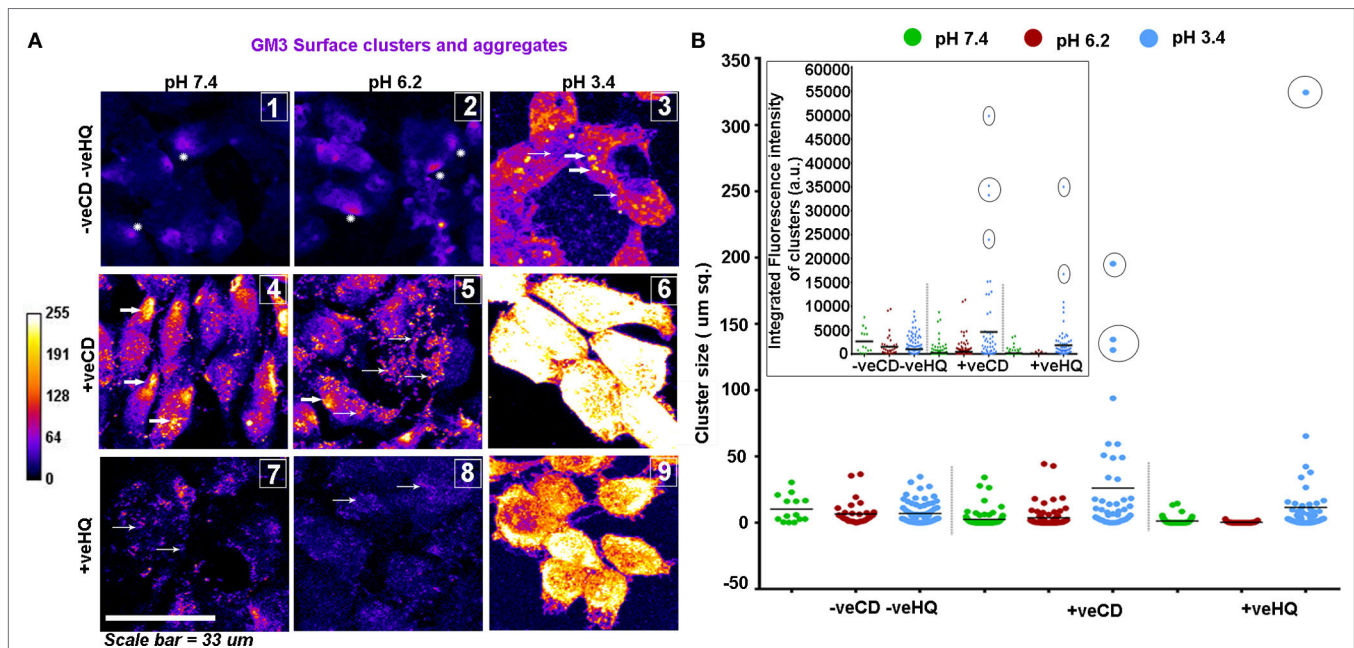 A
GM3 Surface clusters and aggregates
pH 7.4
pH 6.2
pH 3.4
-veCD -veHQ
1
2
3
+veCD
4
5
6
+veHQ
7
8
9
255
191
128
64
0
Scale bar = 33 um
B
pH 7.4
pH 6.2
pH 3.4
Cluster size ( um sq.)
350
300
250
200
150
100
50
0
-50
-veCD -veHQ
+veCD
+veHQ
Integrated Fluorescence intensity
of clusters (a.u.)
60000
55000
50000
45000
40000
35000
30000
25000
20000
15000
10000
5000
0
-veCD-veHQ
+veCD
+veHQ